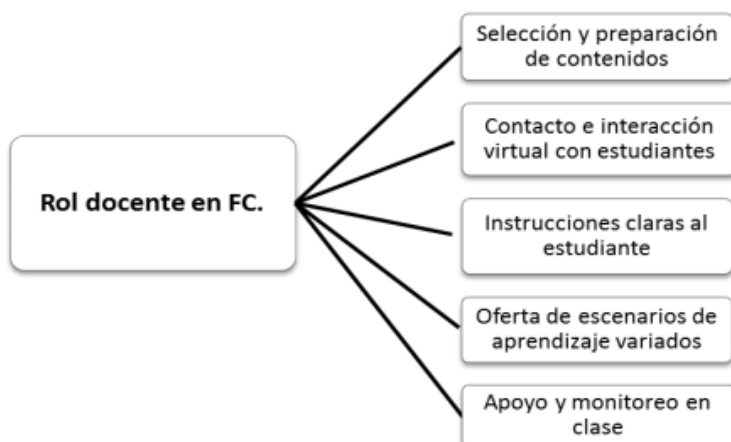 Rol docente en FC.
Selección y preparación
de contenidos
Contacto e interacción
virtual con estudiantes
Instrucciones claras al
estudiante
Oferta de escenarios de
aprendizaje variados
Apoyo y monitoreo en
clase